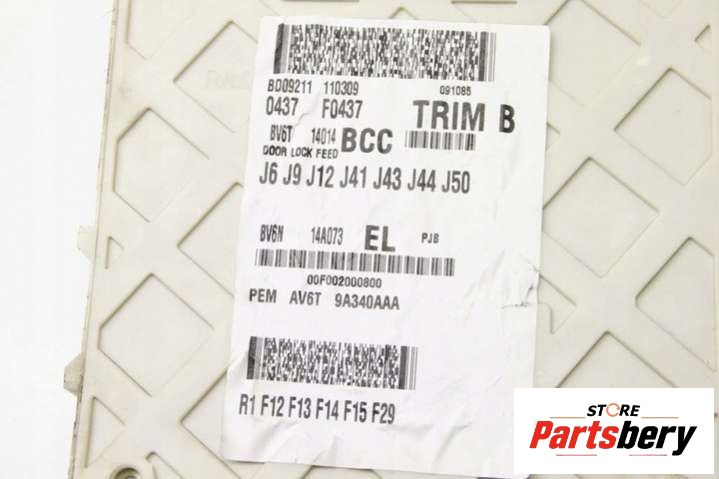 BD09211 110309 091085
0437 F0437 TRIM B
BV6T 14014 BCC
DOOR LOCK FEED
J6 J9 J12 J41 J43 J44 J50
BV6N 14A073 EL PJB
00F002000800
PEM AV6T 9A340AAA
R1 F12 F13 F14 F15 F29
STORE
Partsbery